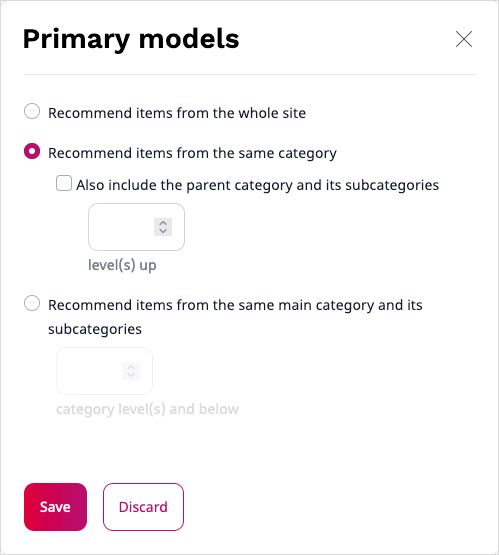 Primary models
Recommend items from the whole site
Recommend items from the same category
Also include the parent category and its subcategories
level(s) up
Recommend items from the same main category and its
subcategories
category level(s) and below
Save
Discard